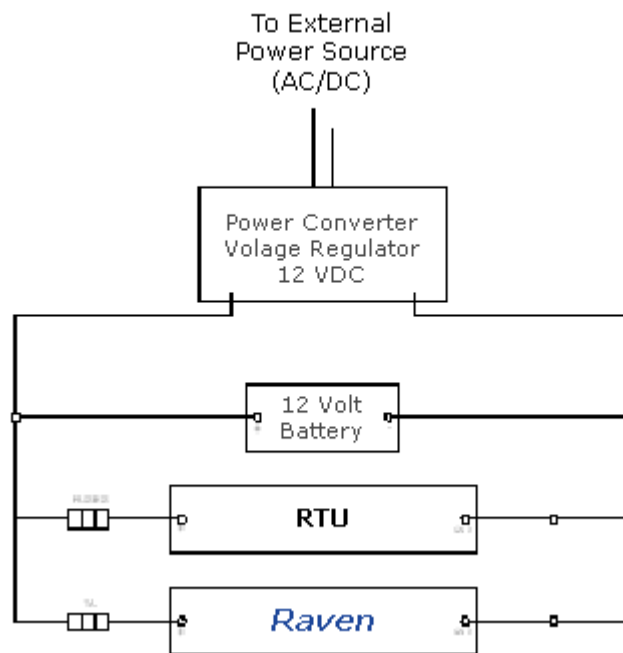 To External
Power Source
(AC/DC)
Power Converter
Volage Regulator
12 VDC
12 Volt
Battery
RTU
Raven